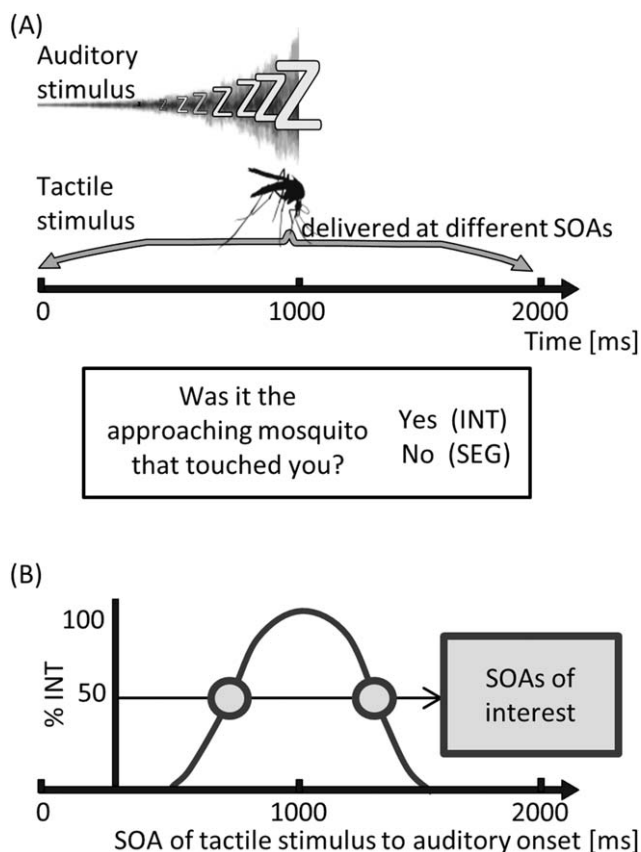 (A)
Auditory
stimulus
z z z Z Z Z Z
Tactile
stimulus
delivered at different SOAs
0 1000 2000
Time [ms]
Was it the
approaching mosquito
that touched you?
Yes (INT)
No (SEG)
(B)
100
50
% INT
SOAs of
interest
0 1000 2000
SOA of tactile stimulus to auditory onset [ms]